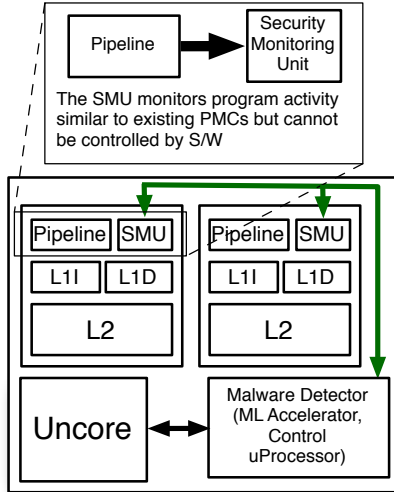 Pipeline
Security
Monitoring
Unit
The SMU monitors program activity
similar to existing PMCs but cannot
be controlled by S/W
Pipeline SMU
L1I L1D
L2
Pipeline SMU
L1I L1D
L2
Uncore
Malware Detector
(ML Accelerator,
Control
uProcessor)